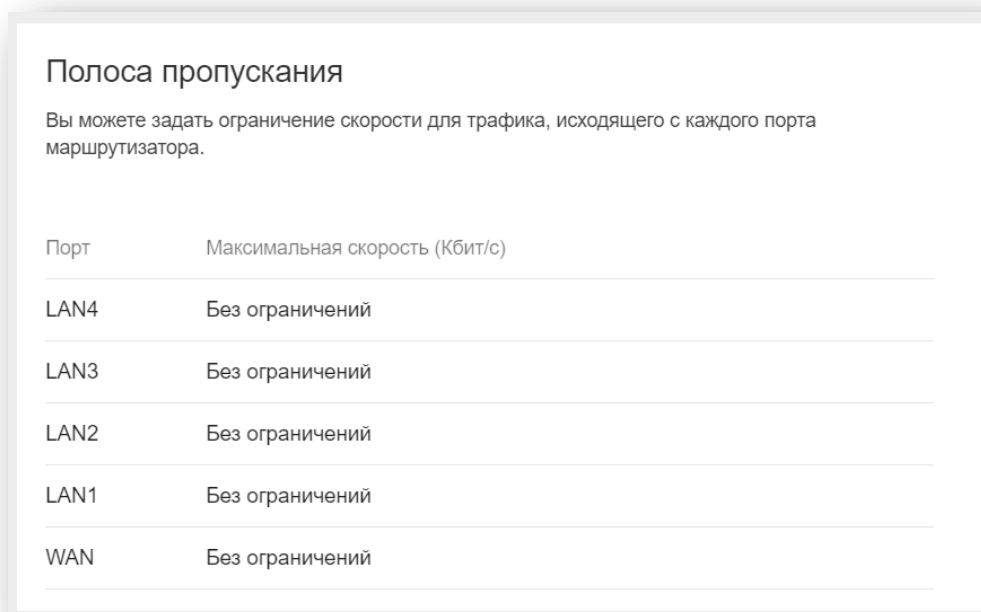 Полоса пропускания
Вы можете задать ограничение скорости для трафика, исходящего с каждого порта
маршрутизатора.
Порт Максимальная скорость (Кбит/с)
LAN4 Без ограничений
LAN3 Без ограничений
LAN2 Без ограничений
LAN1 Без ограничений
WAN Без ограничений